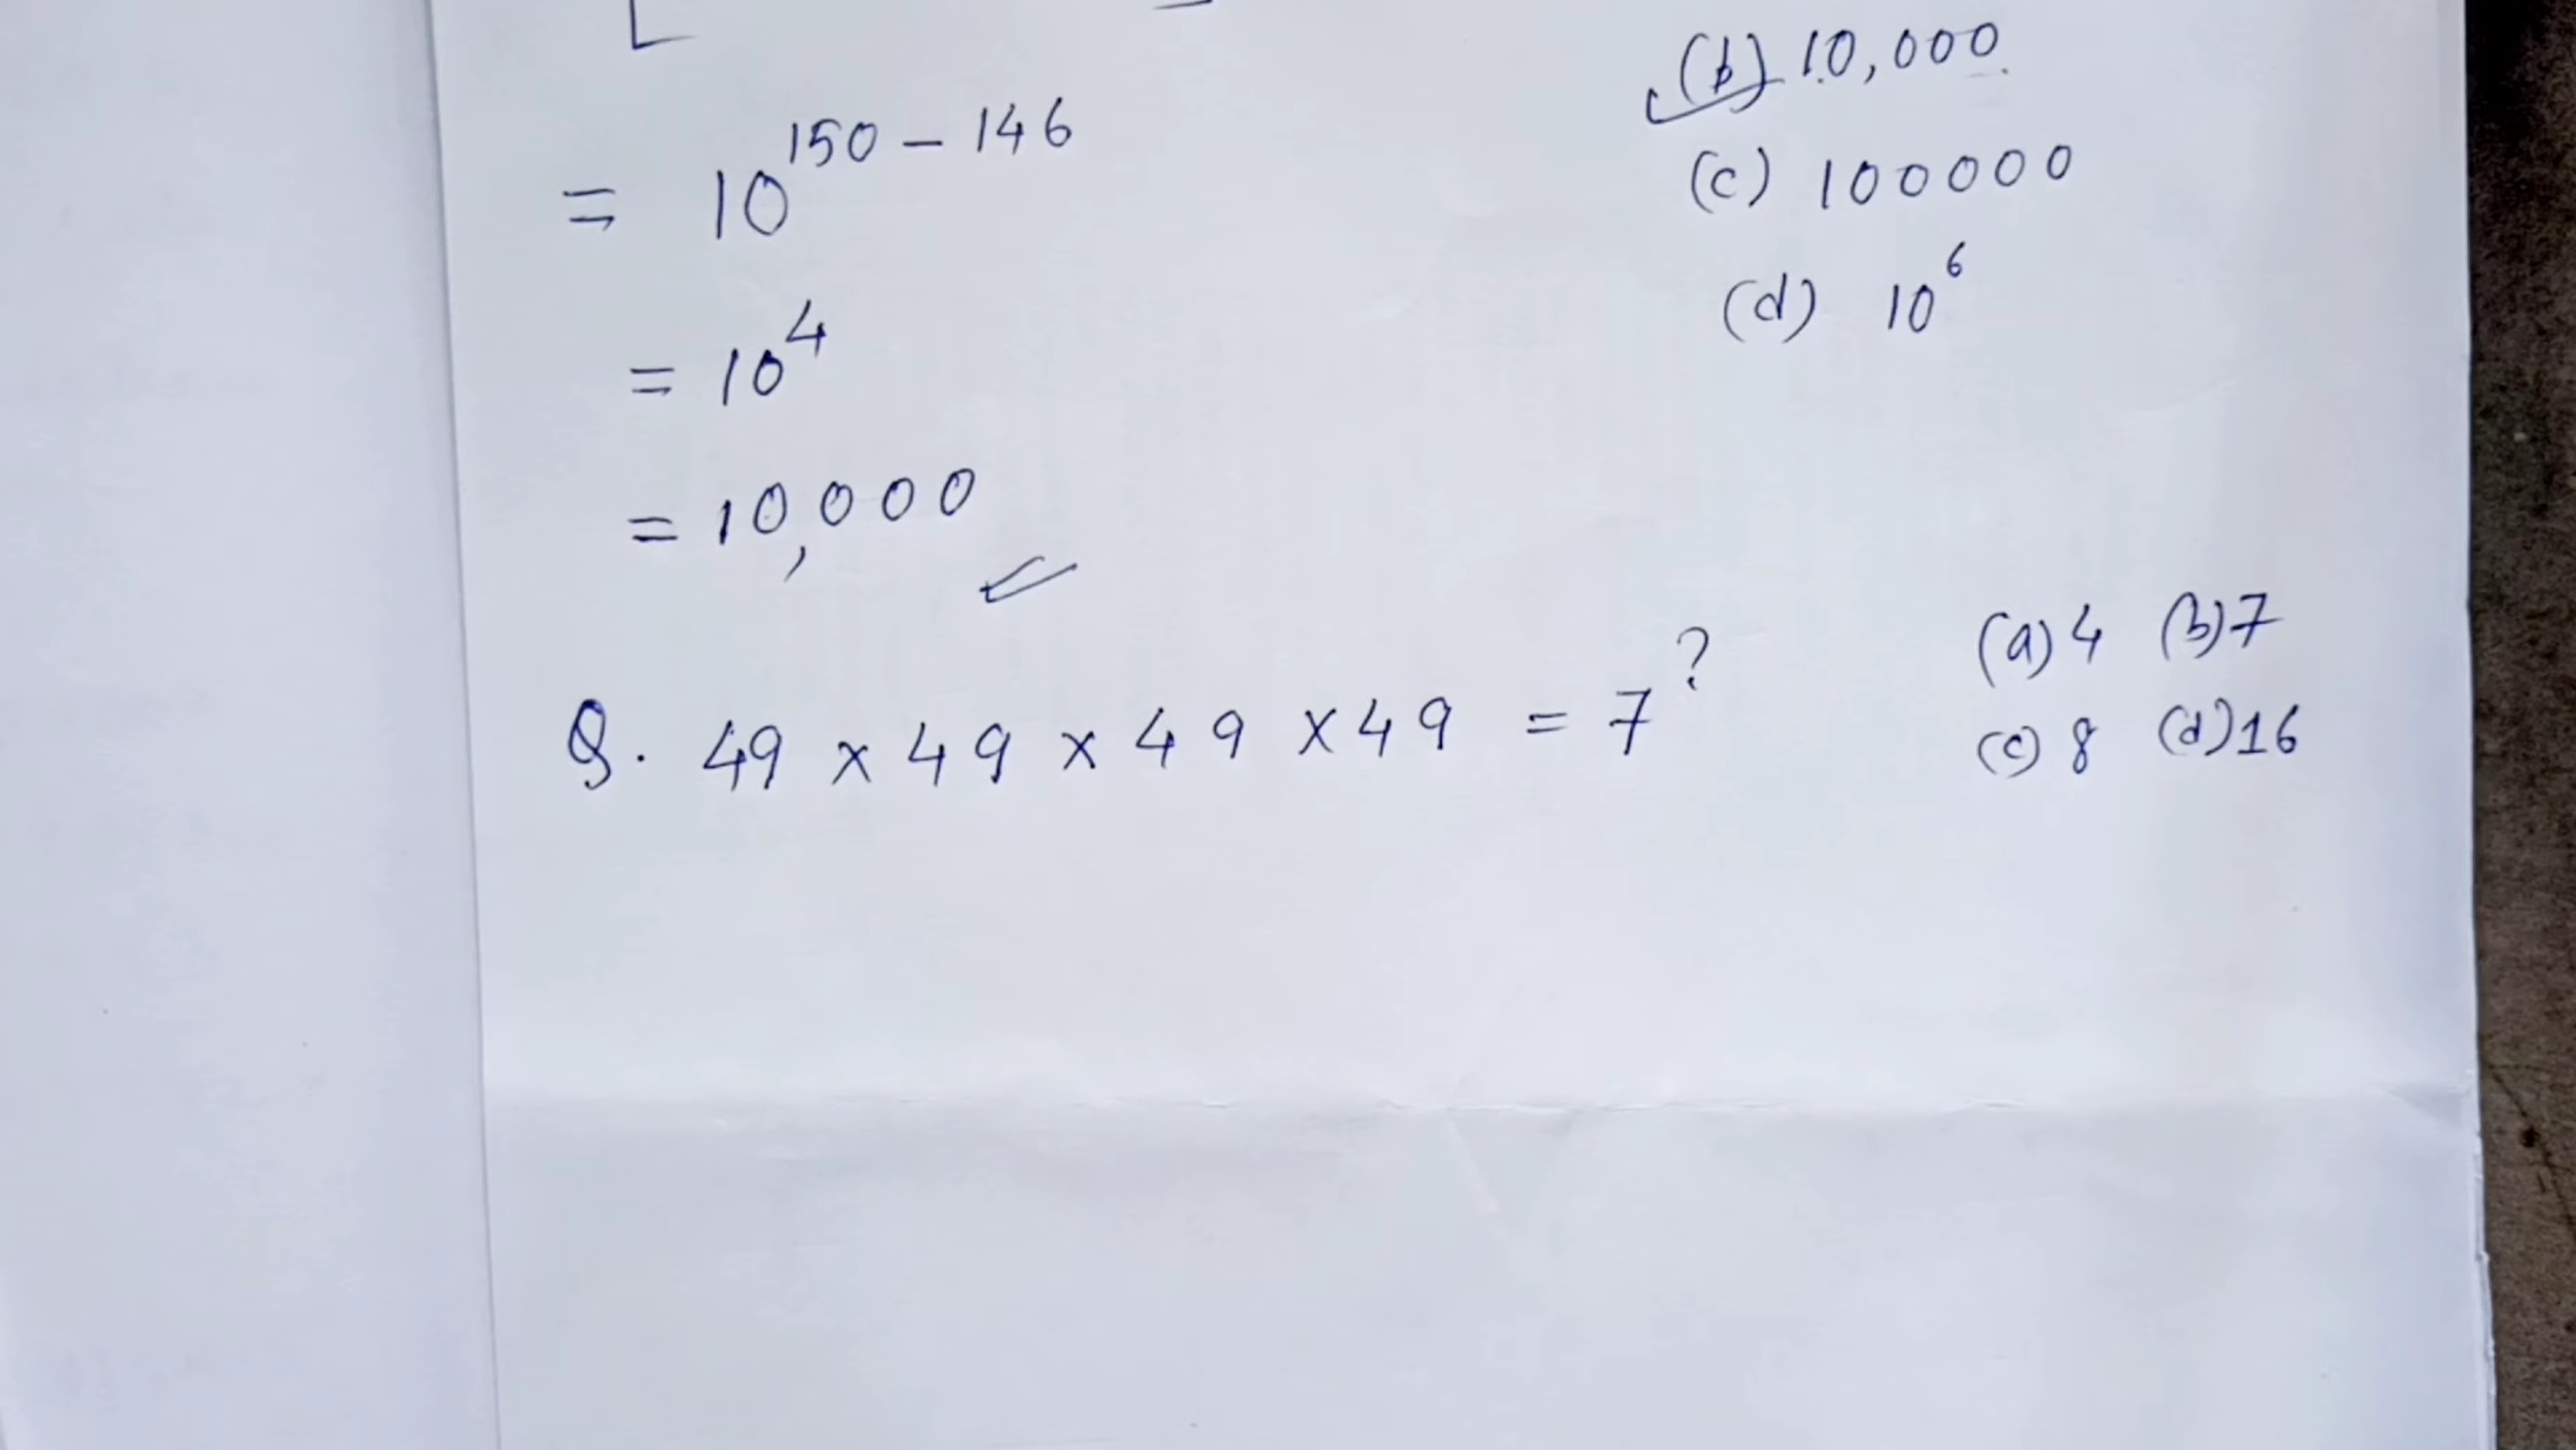 = 10^150-146
= 10^4
= 10,000
(b) 10,000
(c) 100000
(d) 10^6
Q. 49 x 49 x 49 x 49 = 7^?
(a) 4 (b) 7
(c) 8 (d) 16